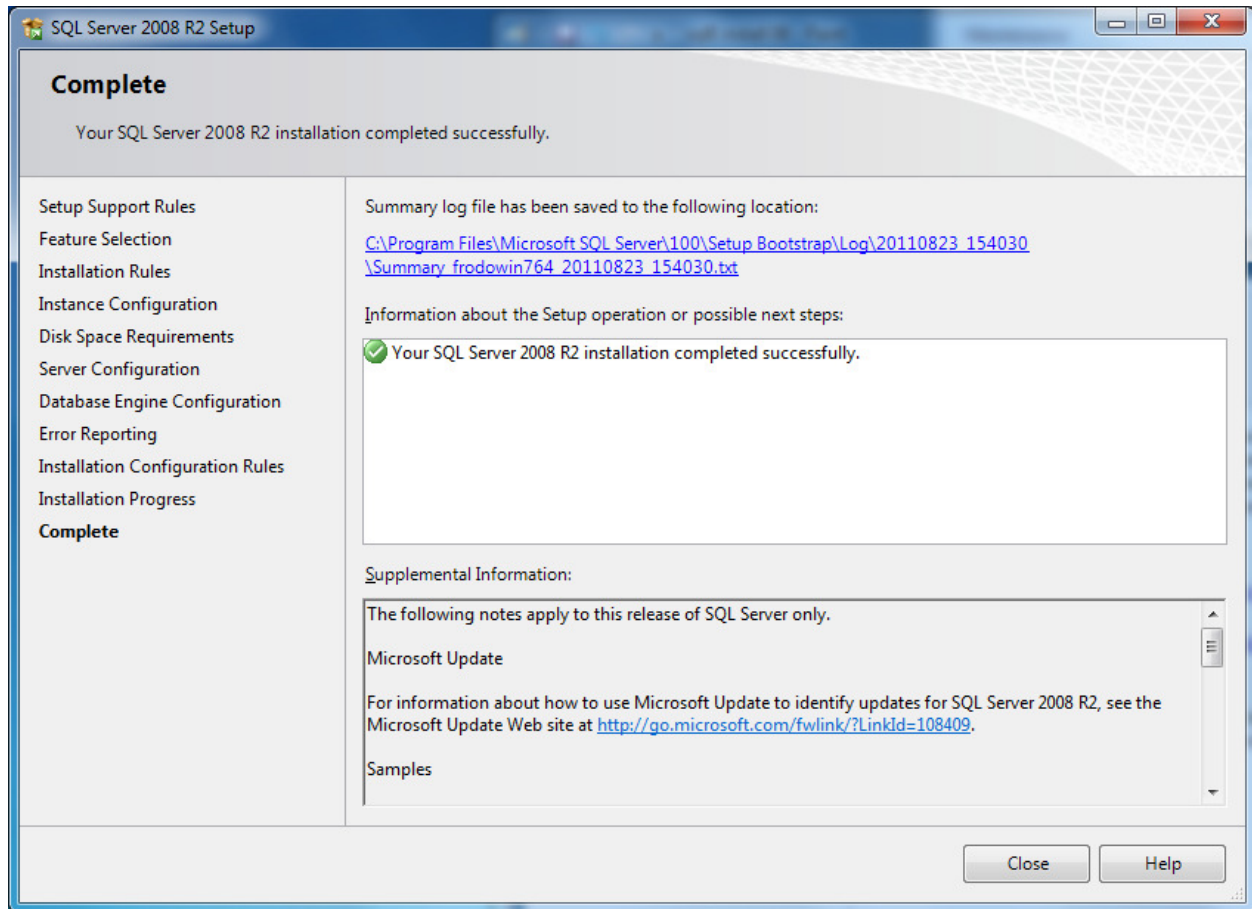 SQL Server 2008 R2 Setup
Complete
Your SQL Server 2008 R2 installation completed successfully.
Setup Support Rules
Feature Selection
Installation Rules
Instance Configuration
Disk Space Requirements
Server Configuration
Database Engine Configuration
Error Reporting
Installation Configuration Rules
Installation Progress
Complete
Summary log file has been saved to the following location:
C:\Program Files\Microsoft SQL Server\100\Setup Bootstrap\Log\20110823_154030
\Summary_frodowin764_20110823_154030.txt
Information about the Setup operation or possible next steps:
Your SQL Server 2008 R2 installation completed successfully.
Supplemental Information:
The following notes apply to this release of SQL Server only.
Microsoft Update
For information about how to use Microsoft Update to identify updates for SQL Server 2008 R2, see the
Microsoft Update Web site at http://go.microsoft.com/fwlink/?LinkId=108409.
Samples
Close
Help